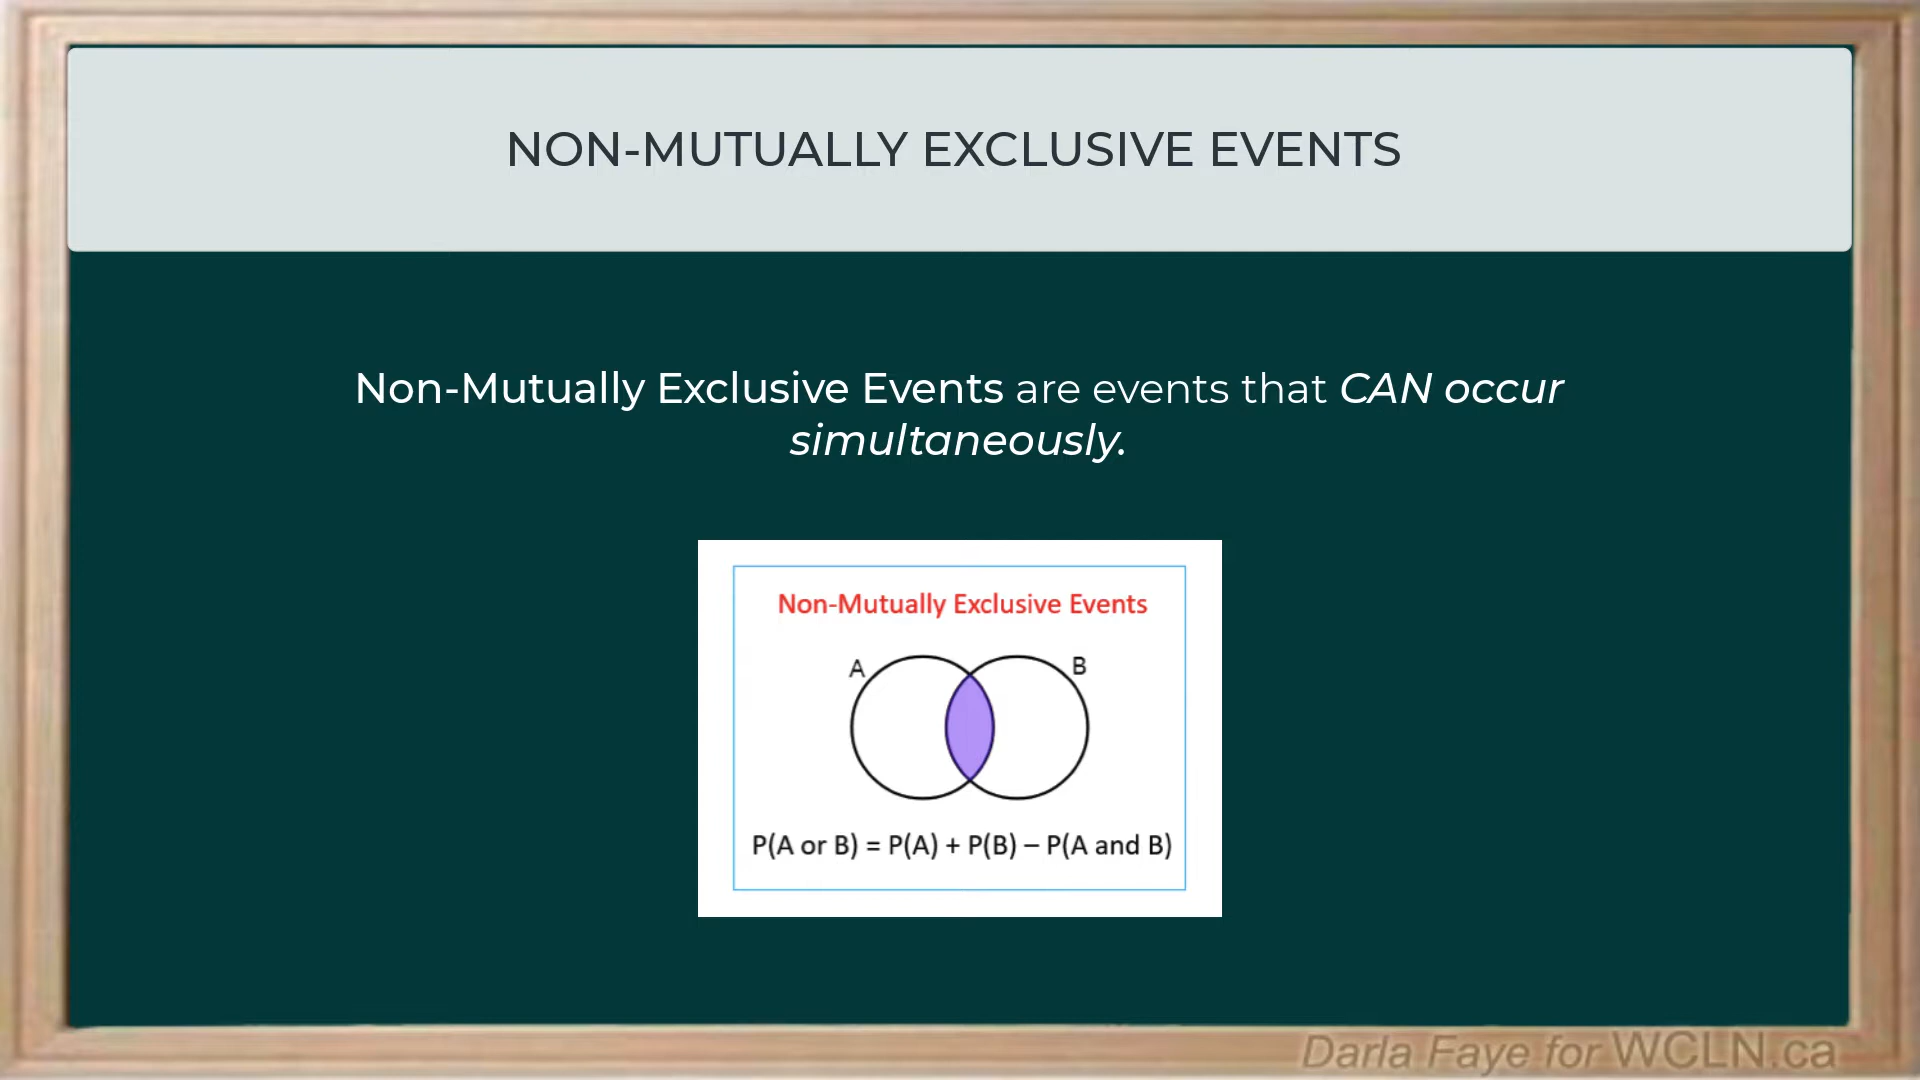 NON-MUTUALLY EXCLUSIVE EVENTS
Non-Mutually Exclusive Events are events that CAN occur
simultaneously.
Non-Mutually Exclusive Events
A
B
P(A or B) = P(A) + P(B) – P(A and B)
Darla Faye for WCLN.ca